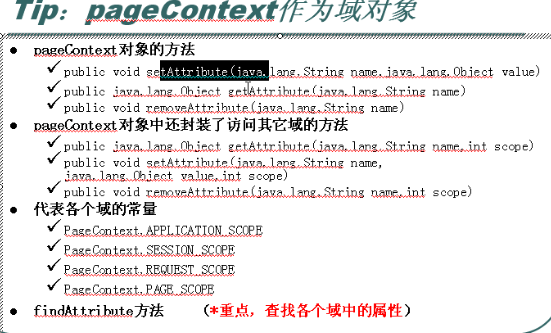 Tip：pageContext作为域对象
pageContext对象的方法
public void setAttribute(java.lang.String name,java.lang.Object value)
public java.lang.Object getAttribute(java.lang.String name)
public void removeAttribute(java.lang.String name)
pageContext对象中还封装了访问其它域的方法
public java.lang.Object getAttribute(java.lang.String name,int scope)
public void setAttribute(java.lang.String name,
java.lang.Object value,int scope)
public void removeAttribute(java.lang.String name,int scope)
代表各个域的常量
PageContext.APPLICATION_SCOPE
PageContext.SESSION_SCOPE
PageContext.REQUEST_SCOPE
PageContext.PAGE_SCOPE
findAttribute方法 （*重点，查找各个域中的属性）